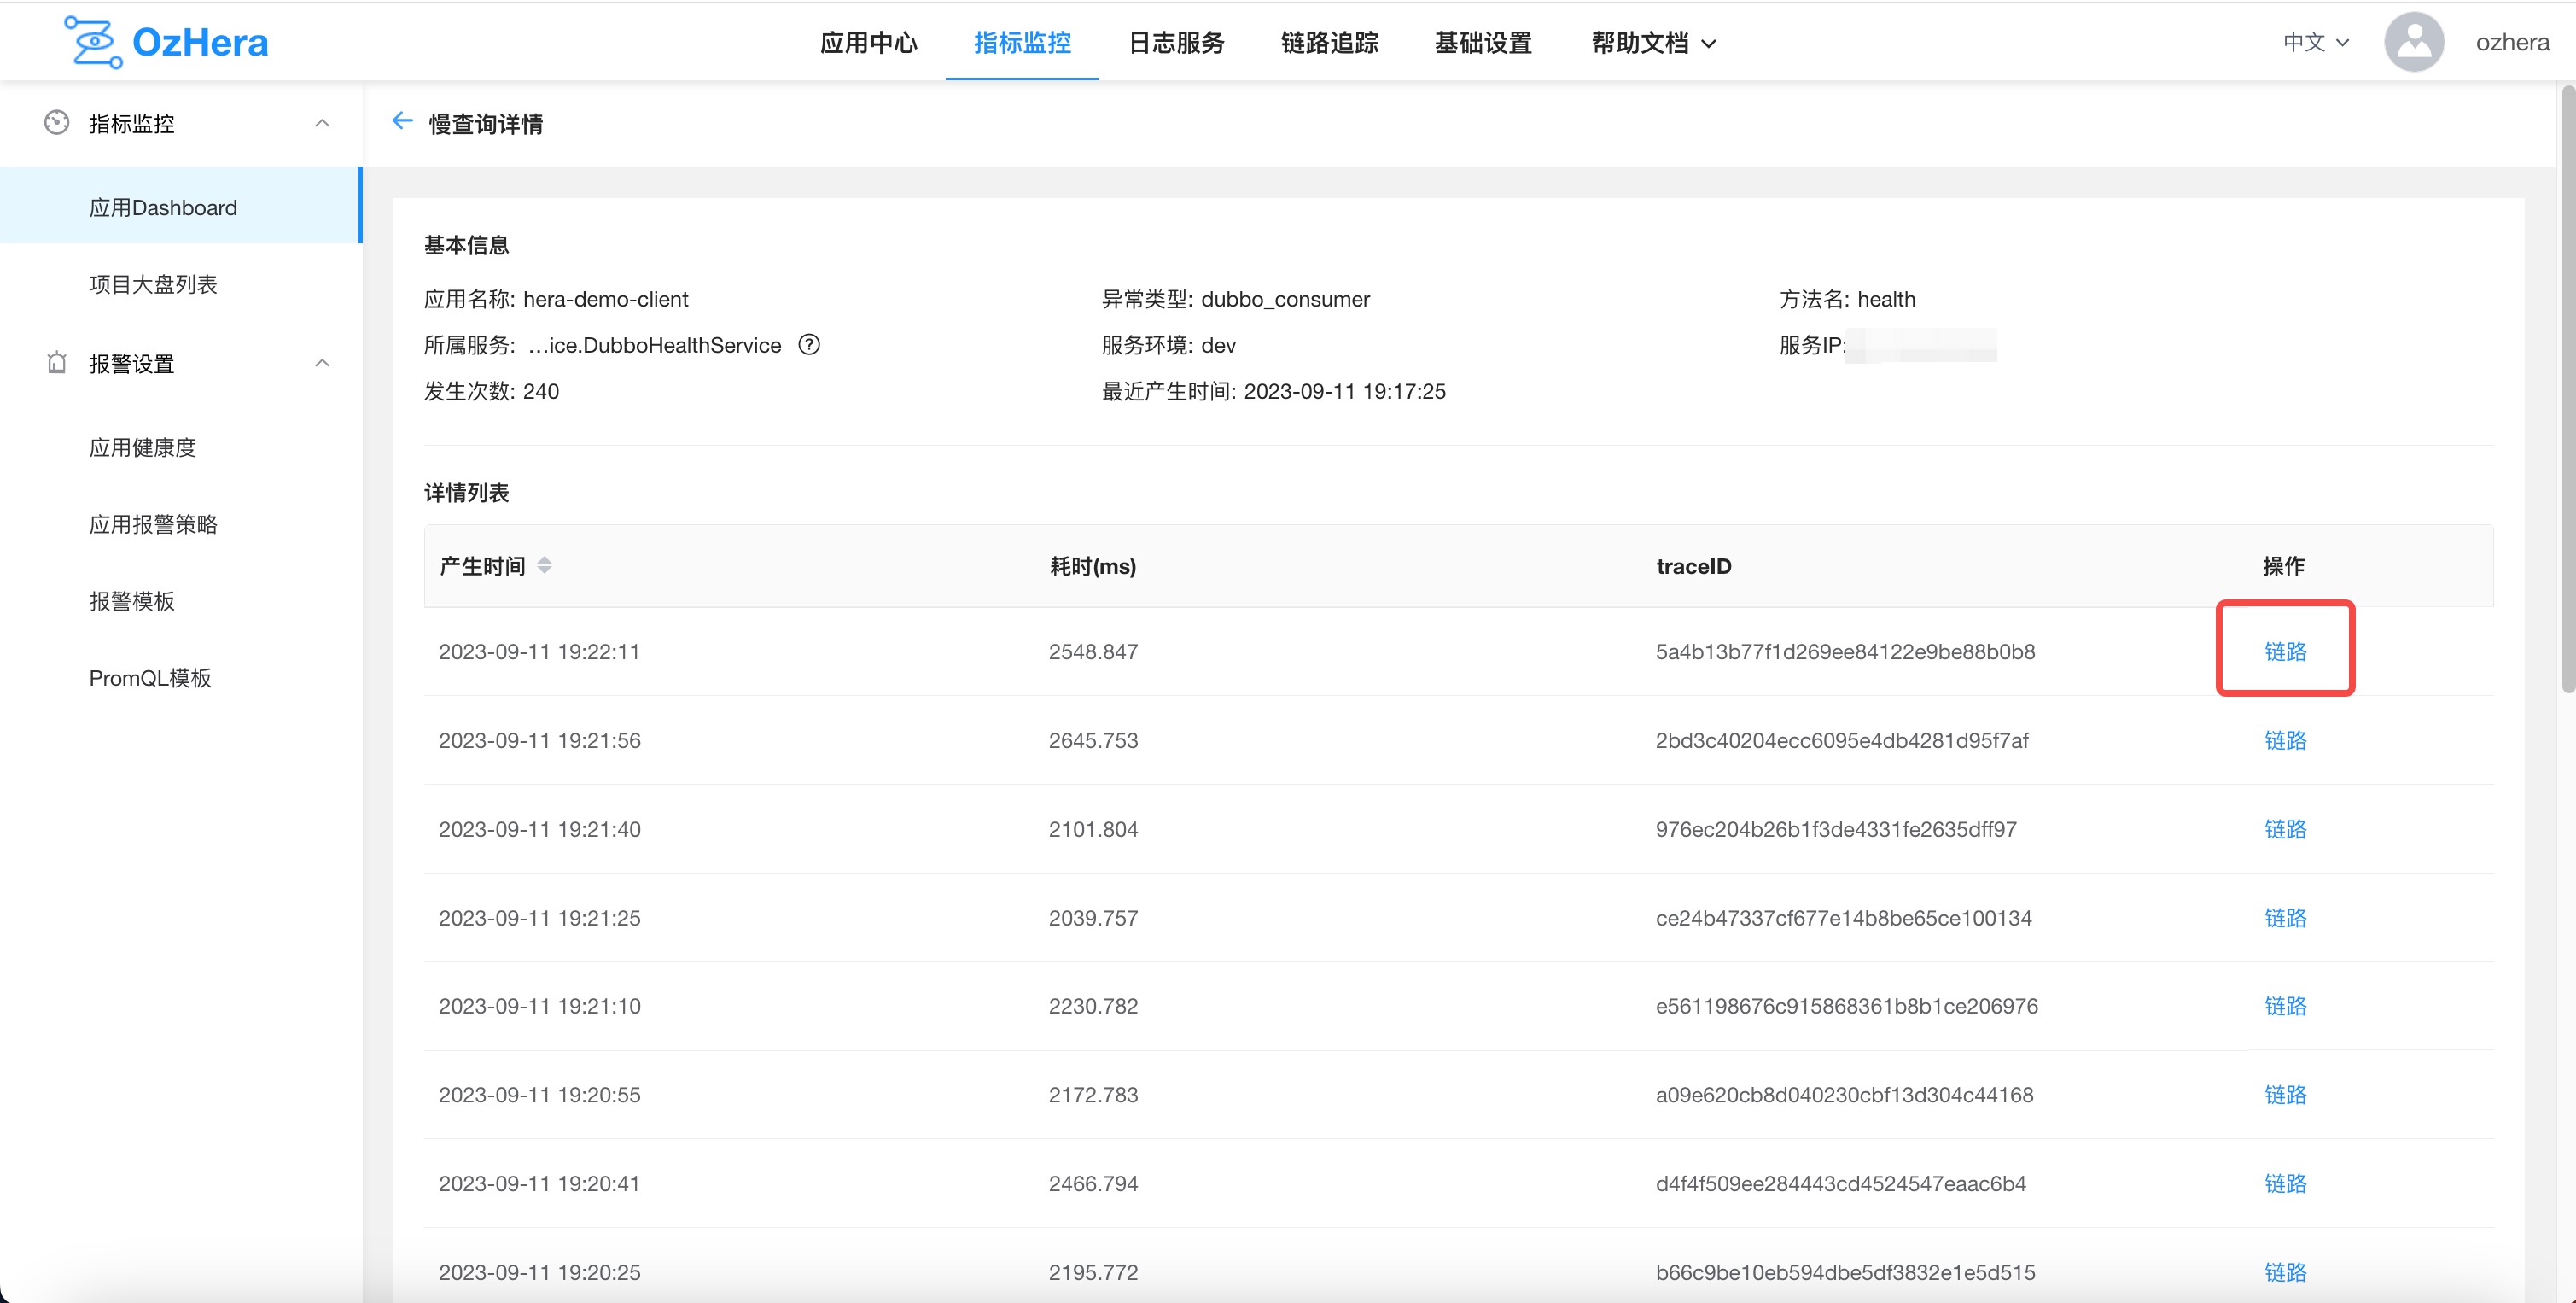 OzHera 应用中心 指标监控 日志服务 链路追踪 基础设置 帮助文档 中文 ozhera
指标监控
应用Dashboard
项目大盘列表
报警设置
应用健康度
应用报警策略
报警模板
PromQL模板
慢查询详情
基本信息
应用名称: hera-demo-client 异常类型: dubbo_consumer 方法名: health
所属服务: ...ice.DubboHealthService 服务环境: dev 服务IP:
发生次数: 240 最近产生时间: 2023-09-11 19:17:25
详情列表
产生时间 耗时(ms) traceID 操作
2023-09-11 19:22:11 2548.847 5a4b13b77f1d269ee84122e9be88b0b8 链路
2023-09-11 19:21:56 2645.753 2bd3c40204ecc6095e4db4281d95f7af 链路
2023-09-11 19:21:40 2101.804 976ec204b26b1f3de4331fe2635dff97 链路
2023-09-11 19:21:25 2039.757 ce24b47337cf677e14b8be65ce100134 链路
2023-09-11 19:21:10 2230.782 e561198676c915868361b8b1ce206976 链路
2023-09-11 19:20:55 2172.783 a09e620cb8d040230cbf13d304c44168 链路
2023-09-11 19:20:41 2466.794 d4f4f509ee284443cd4524547eaac6b4 链路
2023-09-11 19:20:25 2195.772 b66c9be10eb594dbe5df3832e1e5d515 链路